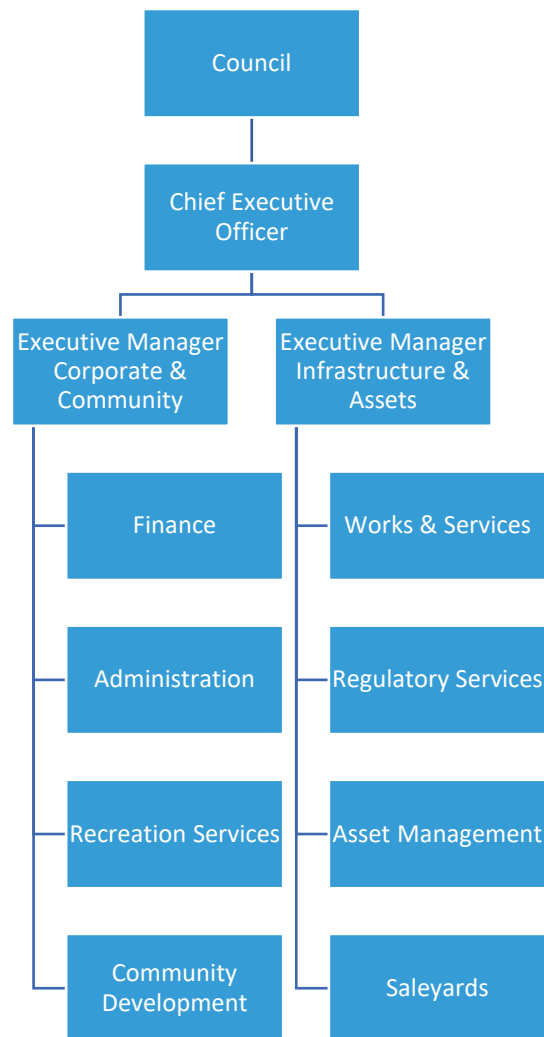 Council
Chief Executive
Officer
Executive Manager
Corporate &
Community
Executive Manager
Infrastructure &
Assets
Finance
Works & Services
Administration
Regulatory Services
Recreation Services
Asset Management
Community
Development
Saleyards